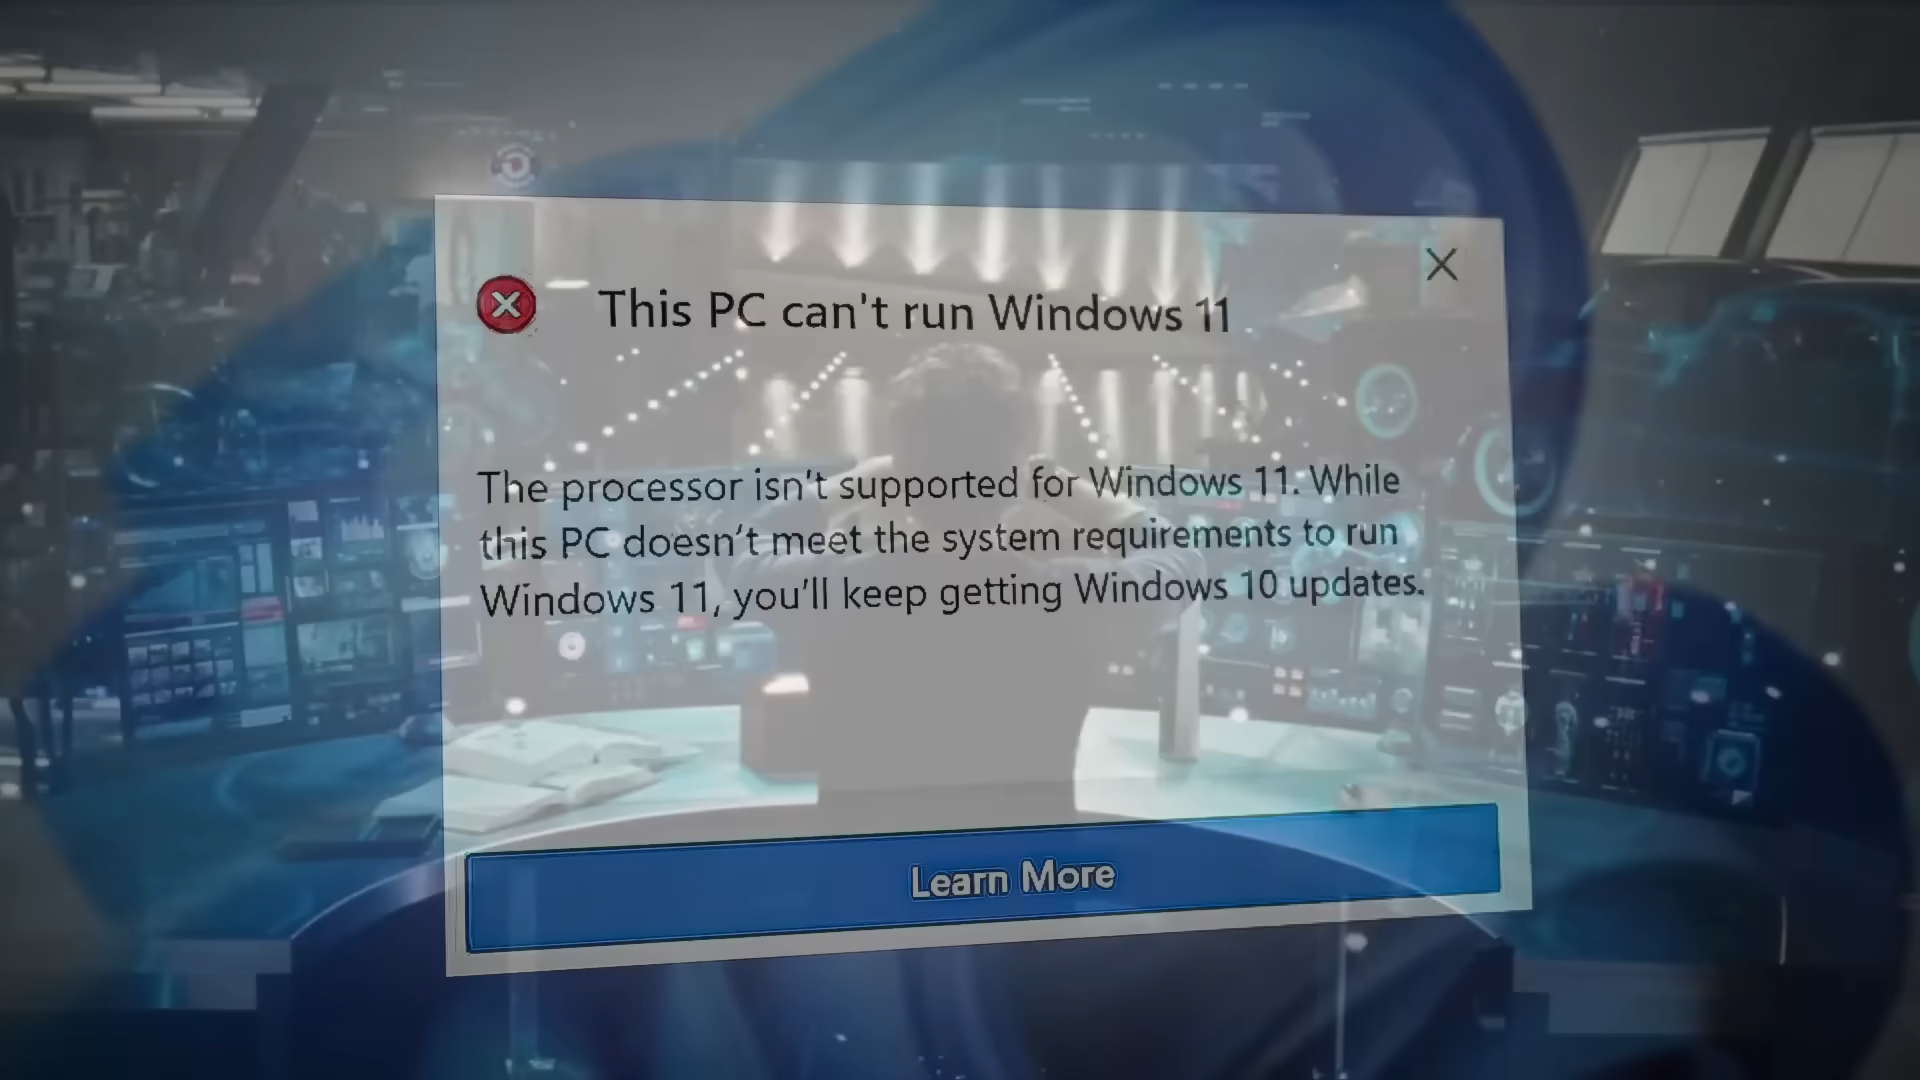 This PC can't run Windows 11
The processor isn't supported for Windows 11. While
this PC doesn't meet the system requirements to run
Windows 11, you'll keep getting Windows 10 updates.
Learn More